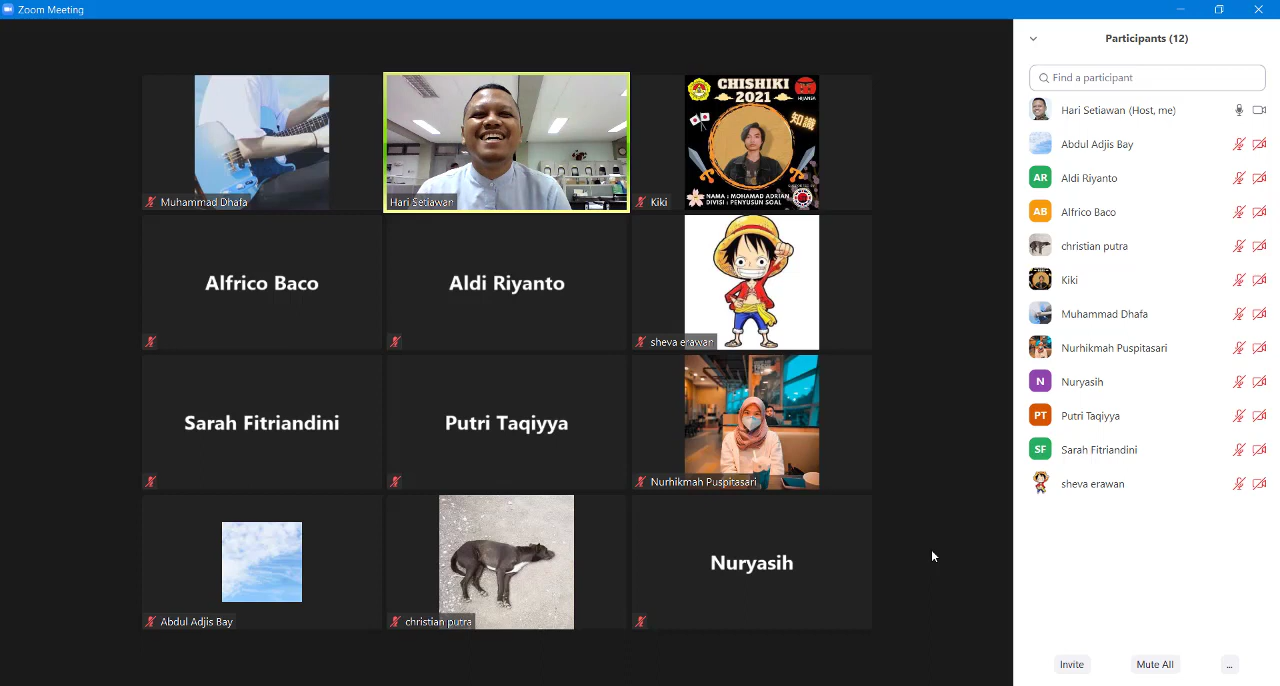 Zoom Meeting
Muhammad Dhafa
Hari Setiawan
CHISHIKI
2021
HIJANSA
知識
NAMA : MOHAMAD ADRIAN
DIVISI : PENYUSUN SOAL
Kiki
Alfrico Baco
Aldi Riyanto
sheva erawan
Sarah Fitriandini
Putri Taqiyya
Nurhikmah Puspitasari
Abdul Adjis Bay
christian putra
Nuryasih
Participants (12)
Find a participant
Hari Setiawan (Host, me)
Abdul Adjis Bay
AR Aldi Riyanto
AB Alfrico Baco
christian putra
Kiki
Muhammad Dhafa
Nurhikmah Puspitasari
N Nuryasih
PT Putri Taqiyya
SF Sarah Fitriandini
sheva erawan
Invite
Mute All
...